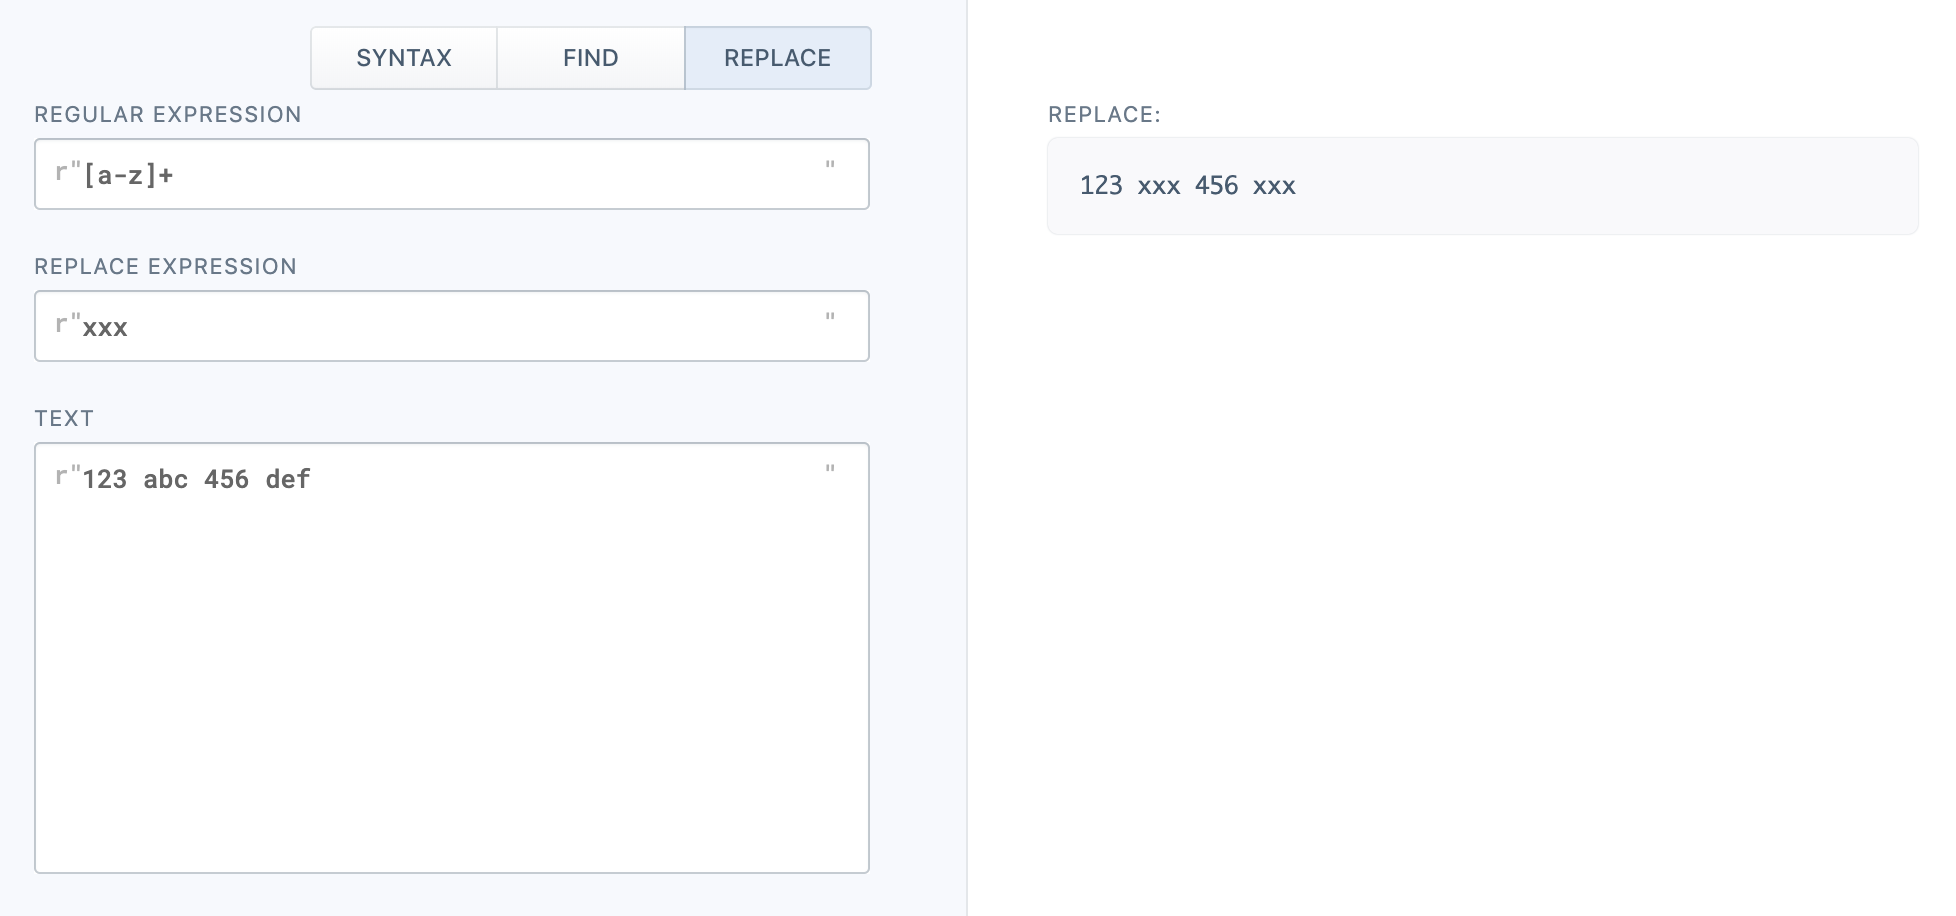 SYNTAX FIND REPLACE
REGULAR EXPRESSION
r"[a-z]+ "
REPLACE EXPRESSION
r"xxx "
TEXT
r"123 abc 456 def "
REPLACE:
123 xxx 456 xxx